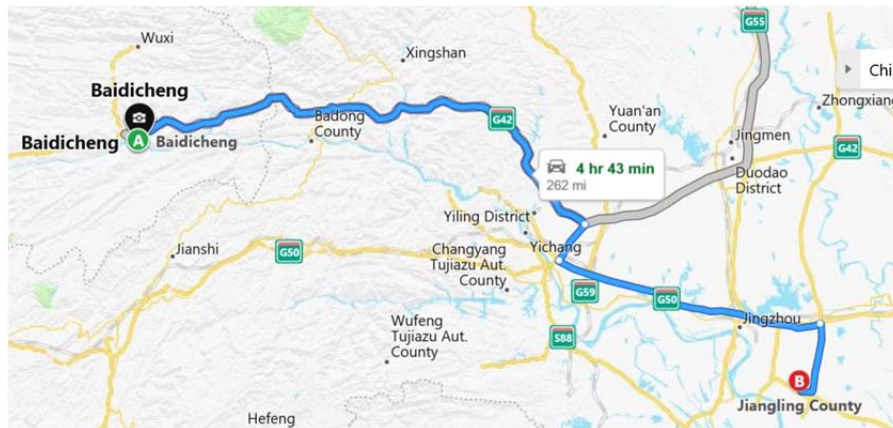 G55
Chi
Wuxi
Xingshan
Baidicheng
Zhongxiang
Yuan'an
County
Badong
County
G42
Baidicheng
A
Baidicheng
Jingmen
G42
4 hr 43 min
262 mi
Duodao
District
Yiling District
Jianshi
G50
Changyang
Tujiazu Aut.
County
Yichang
G59
G50
Jingzhou
Wufeng
Tujiazu Aut.
County
S88
B
Jiangling County
Hefeng